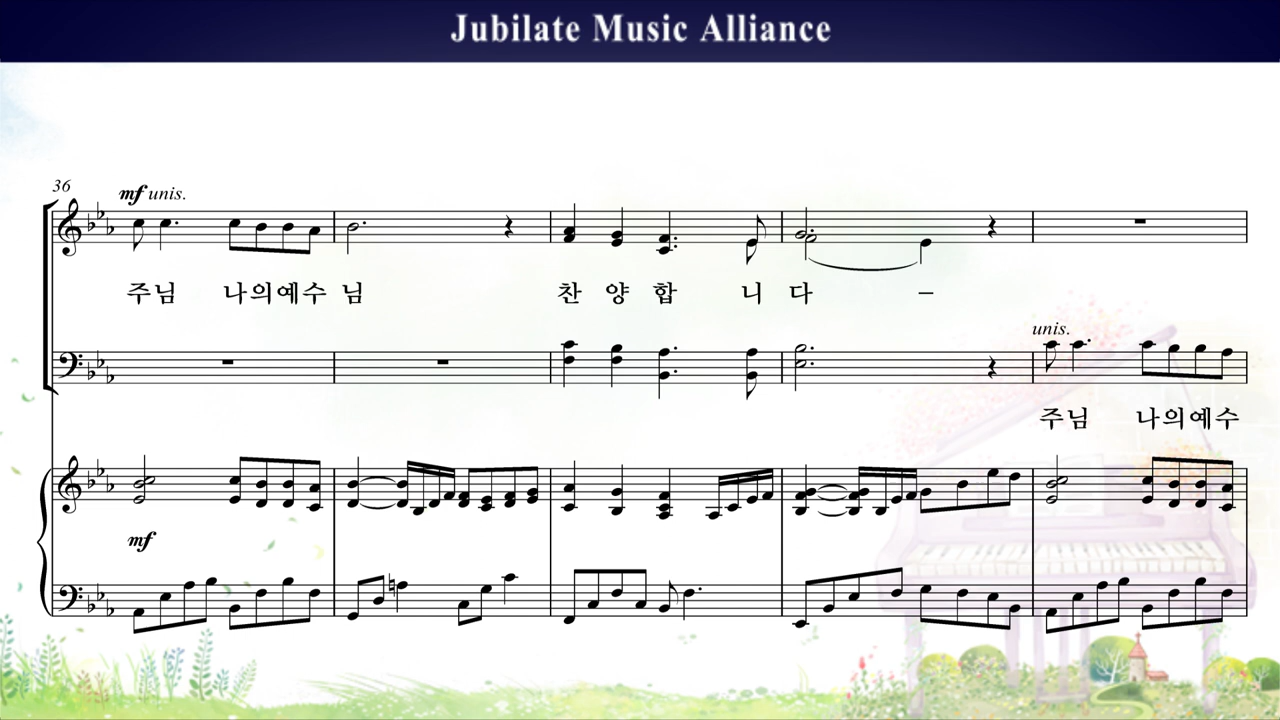 Jubilate Music Alliance
36
mf unis.
주님 나의예수 님 찬 양 합 니 다 –
unis.
주님 나의예수
mf